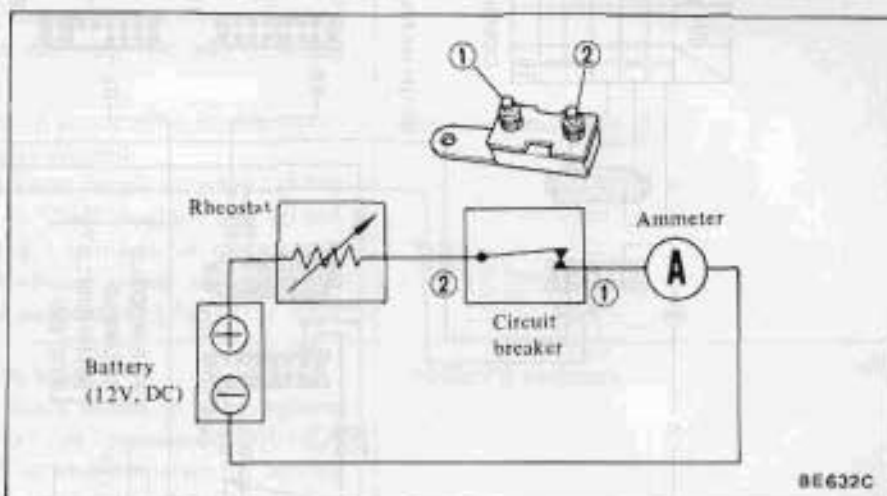 ① ②
Rheostat
Ammeter
A
② ①
Circuit
breaker
+
Battery
(12V, DC)
−
BE632C